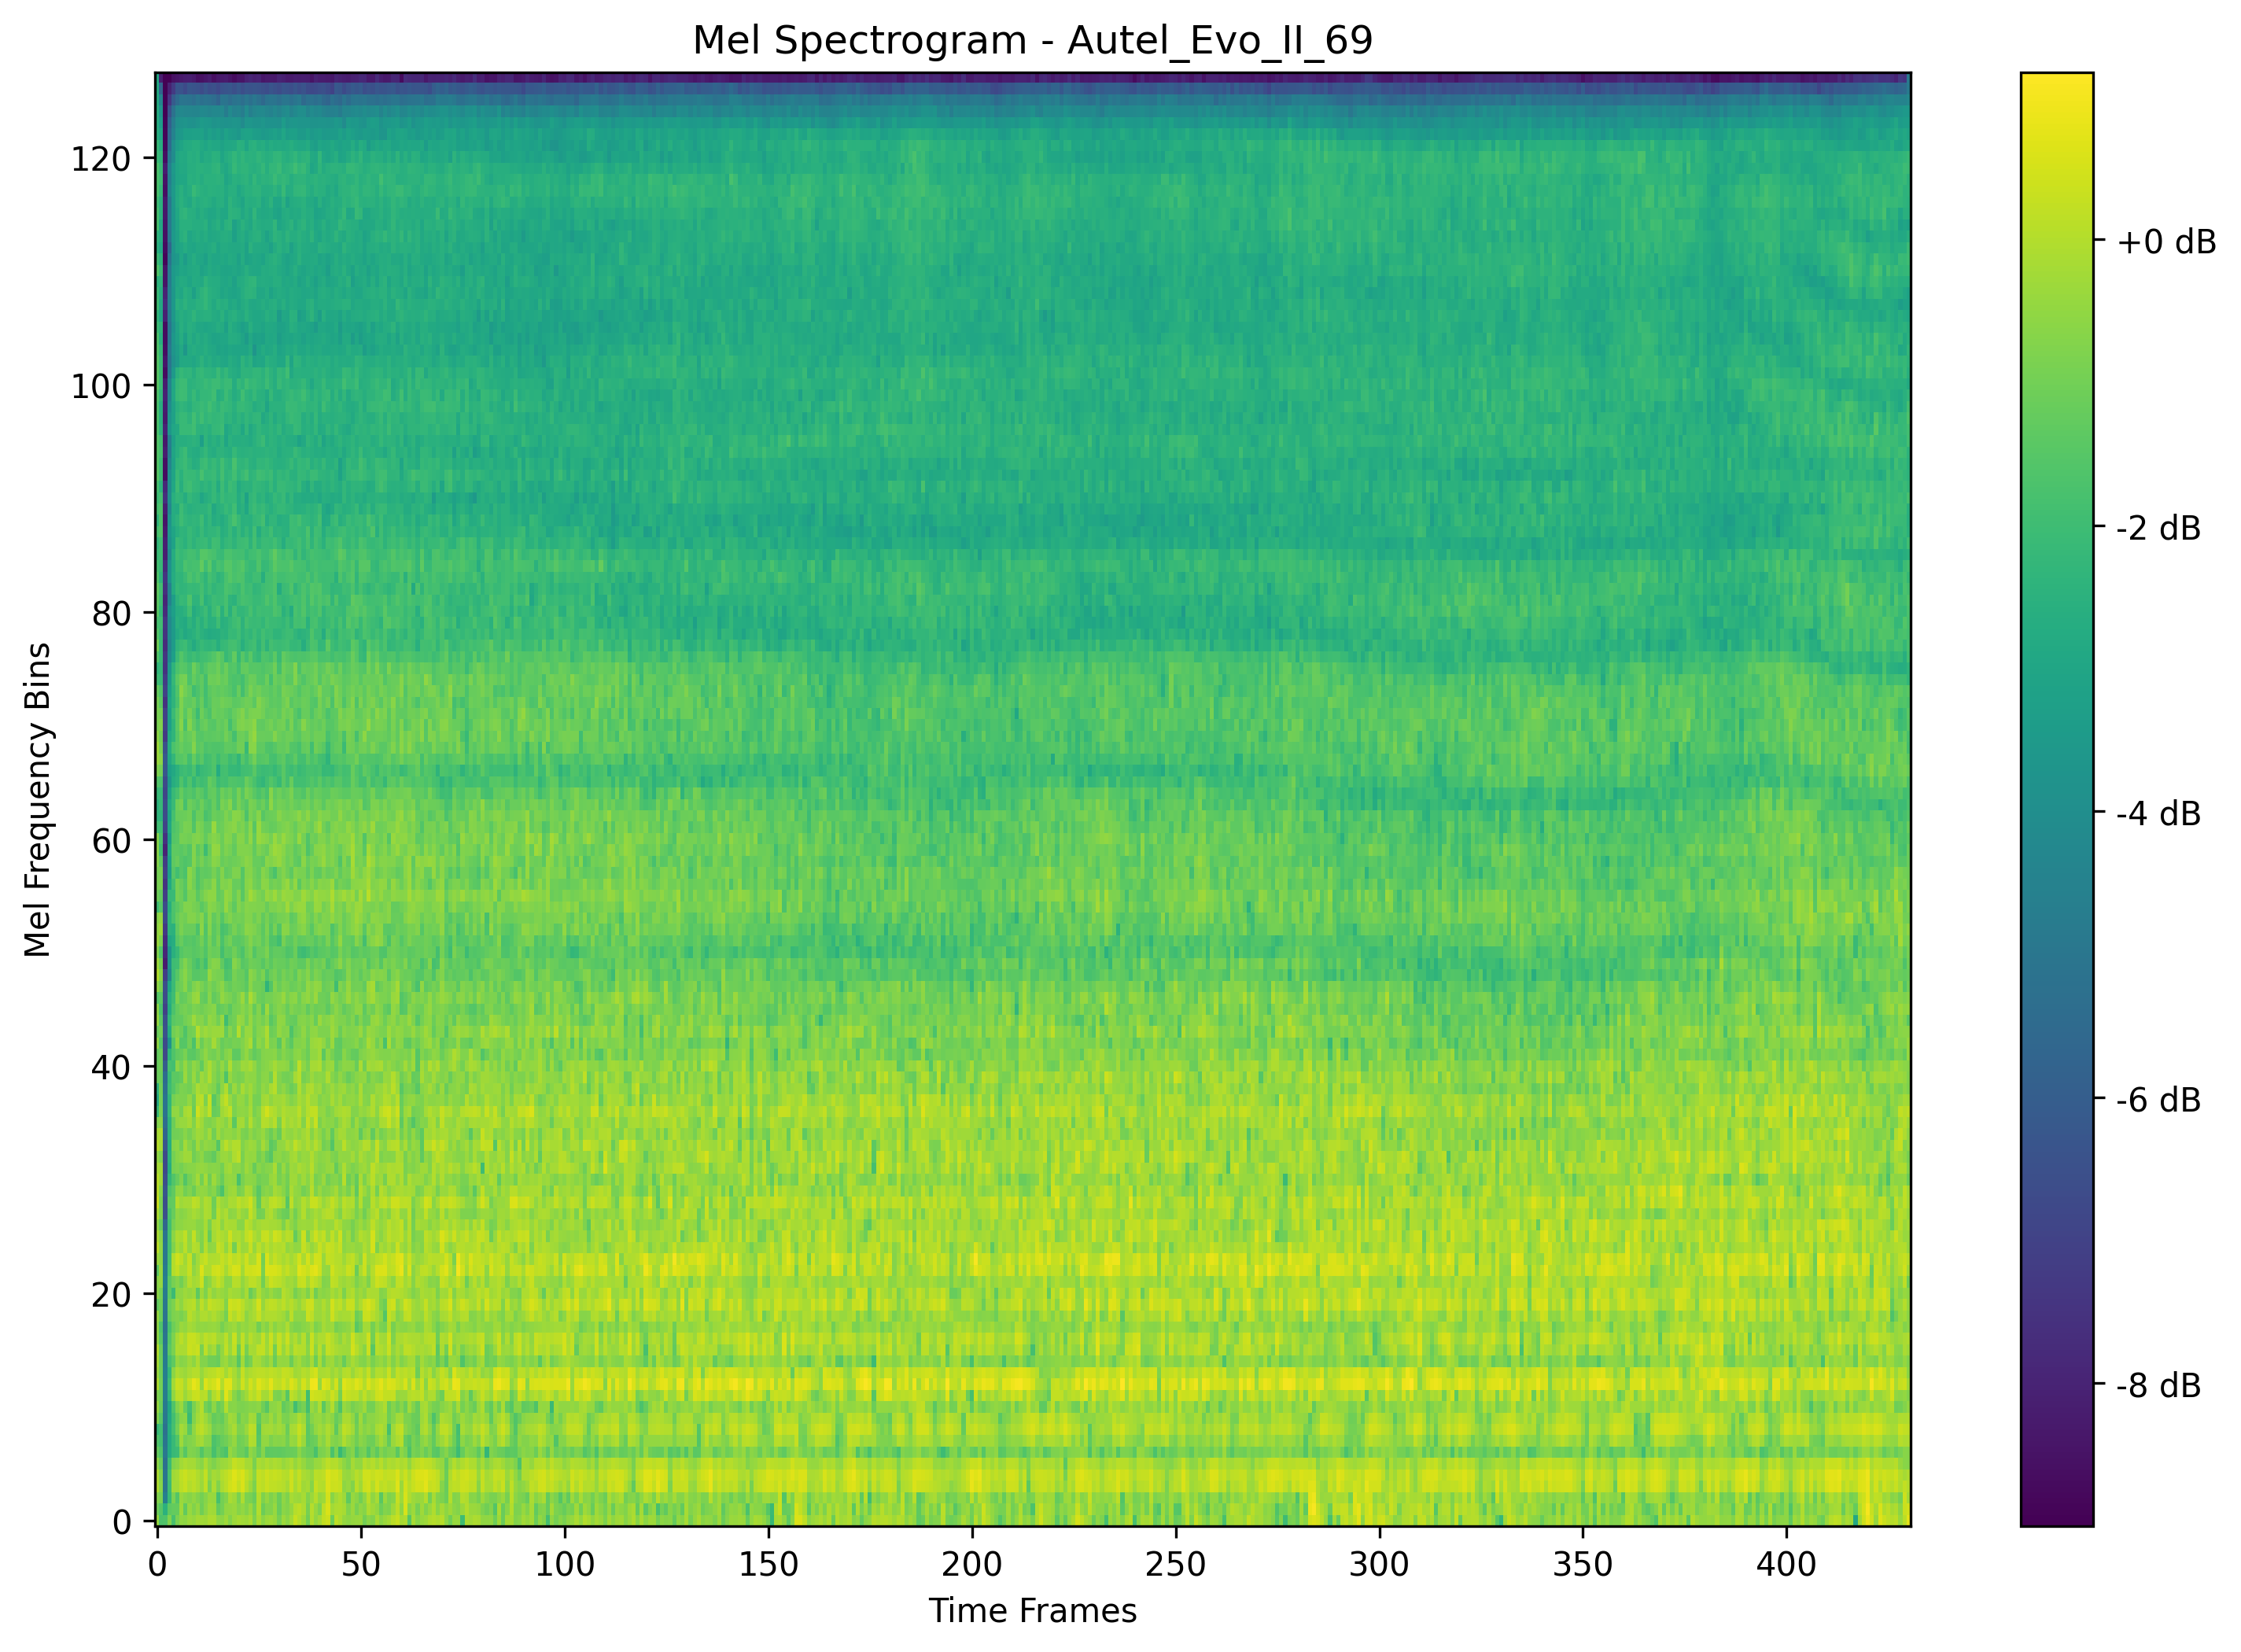 Mel Spectrogram - Autel_Evo_II_69
Mel Frequency Bins
120
100
80
60
40
20
0
0 50 100 150 200 250 300 350 400
Time Frames
+0 dB
-2 dB
-4 dB
-6 dB
-8 dB